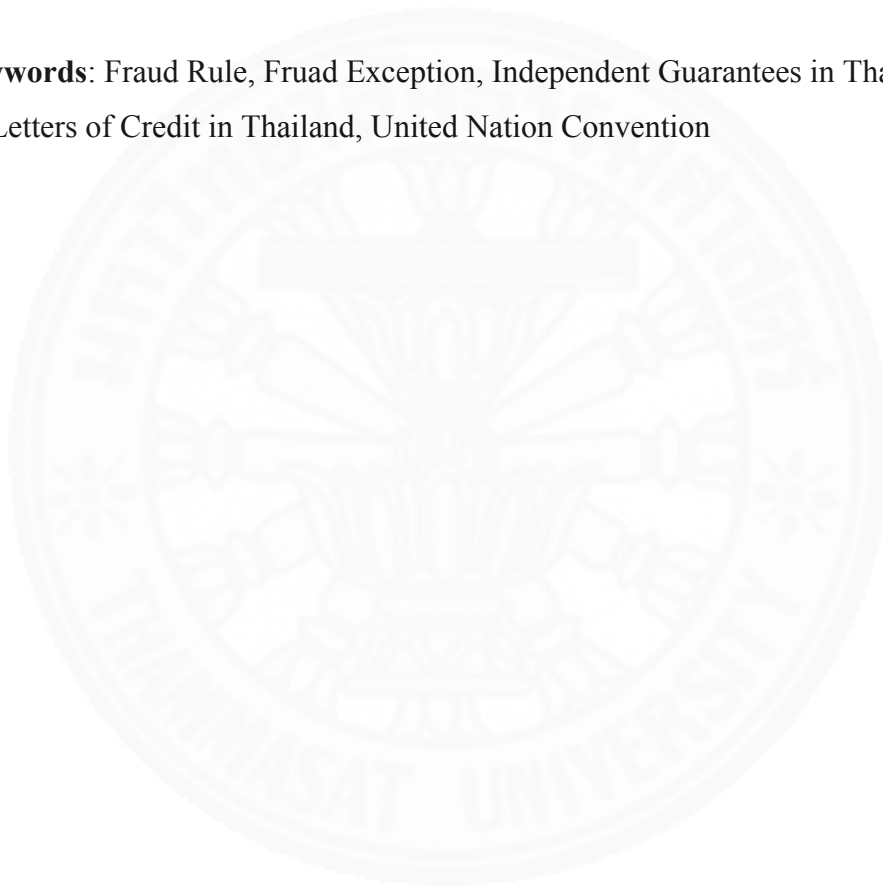 ywords: Fraud Rule, Fruad Exception, Independent Guarantees in Tha
Letters of Credit in Thailand, United Nation Convention
THAMMASAT UNIVERSITY